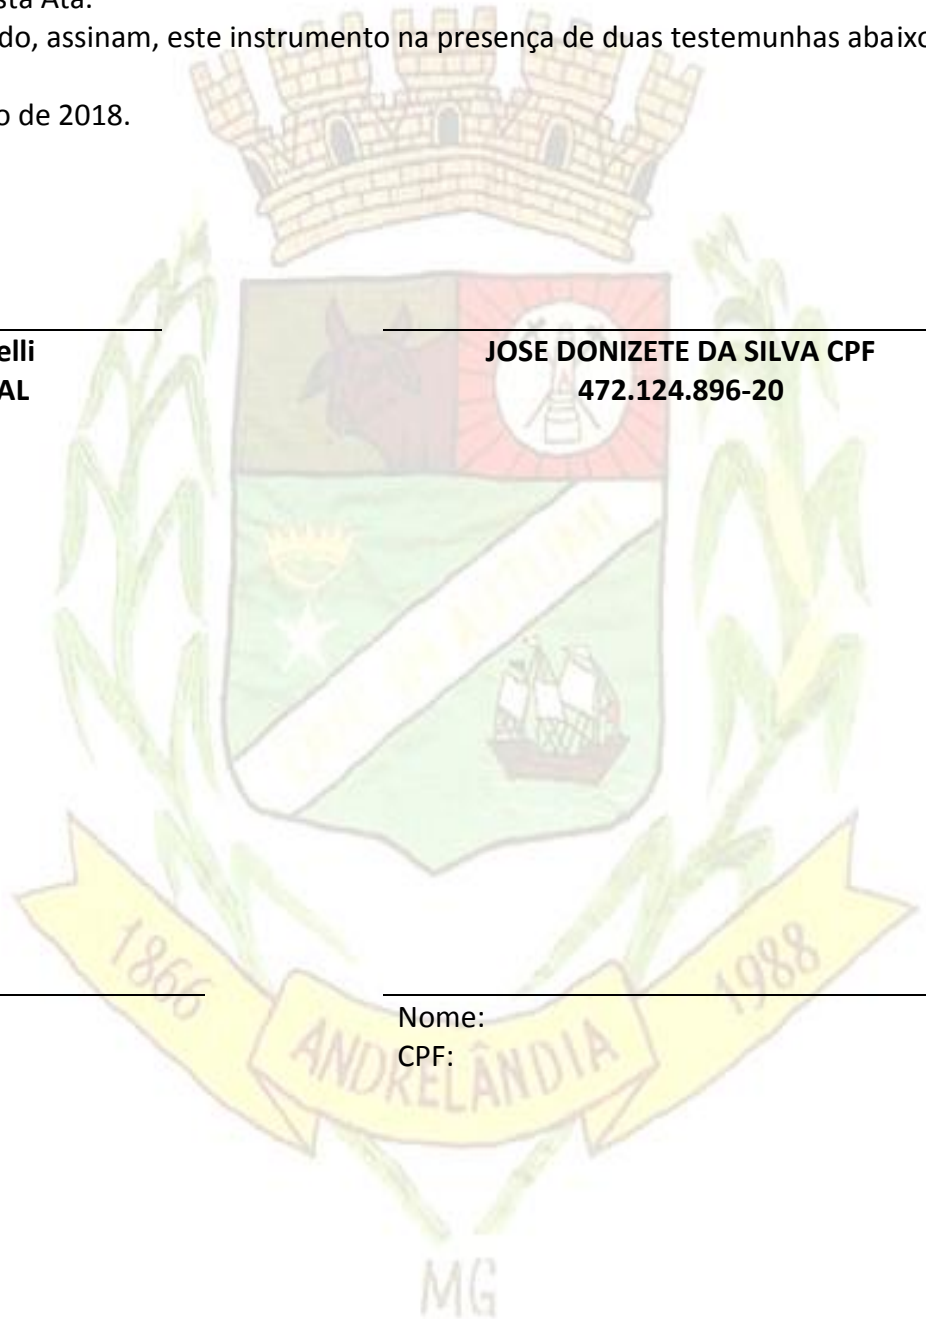 sta Ata.
do, assinam, este instrumento na presença de duas testemunhas abaixo
o de 2018.
elli
AL
JOSE DONIZETE DA SILVA CPF
472.124.896-20
1866
1988
Nome:
CPF:
ANDRELÂNDIA
MG